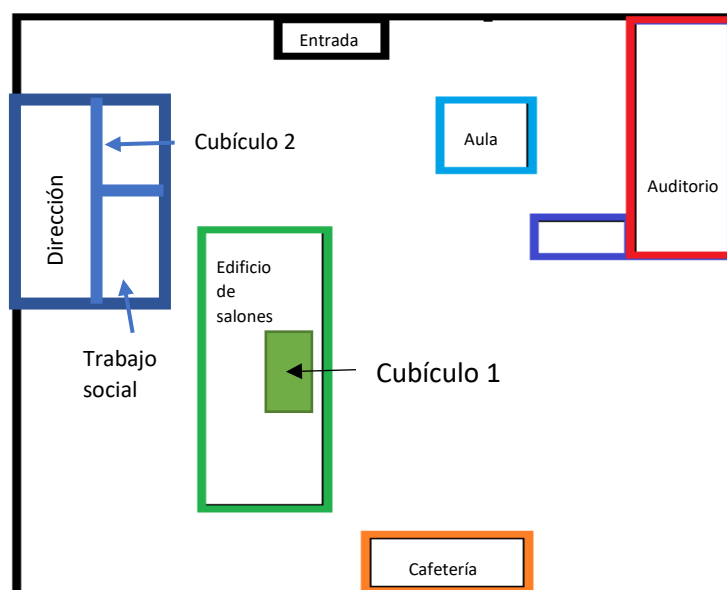 Entrada
Cubículo 2
Aula
Dirección
Auditorio
Edificio
de
salones
Trabajo
social
Cubículo 1
Cafetería